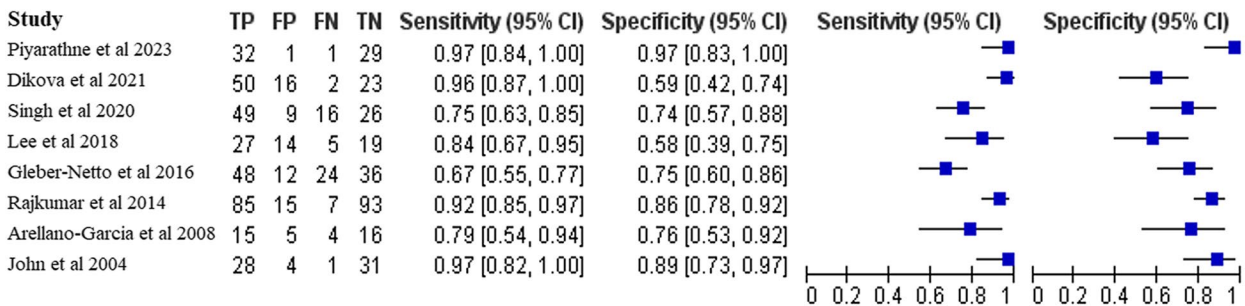 Study TP FP FN TN Sensitivity (95% CI) Specificity (95% CI) Sensitivity (95% CI) Specificity (95% CI)
Piyarathne et al 2023 32 1 1 29 0.97 [0.84, 1.00] 0.97 [0.83, 1.00]
Dikova et al 2021 50 16 2 23 0.96 [0.87, 1.00] 0.59 [0.42, 0.74]
Singh et al 2020 49 9 16 26 0.75 [0.63, 0.85] 0.74 [0.57, 0.88]
Lee et al 2018 27 14 5 19 0.84 [0.67, 0.95] 0.58 [0.39, 0.75]
Gleber-Netto et al 2016 48 12 24 36 0.67 [0.55, 0.77] 0.75 [0.60, 0.86]
Rajkumar et al 2014 85 15 7 93 0.92 [0.85, 0.97] 0.86 [0.78, 0.92]
Arellano-Garcia et al 2008 15 5 4 16 0.79 [0.54, 0.94] 0.76 [0.53, 0.92]
John et al 2004 28 4 1 31 0.97 [0.82, 1.00] 0.89 [0.73, 0.97]
0 0.2 0.4 0.6 0.8 1 0 0.2 0.4 0.6 0.8 1